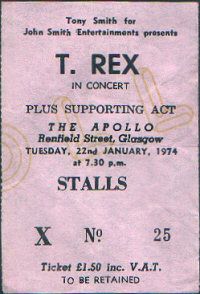 Tony Smith for
John Smith Entertainments presents
T. REX
IN CONCERT
PLUS SUPPORTING ACT
THE APOLLO
Renfield Street, Glasgow
TUESDAY, 22nd JANUARY, 1974
at 7.30 p.m.
STALLS
X No. 25
Ticket £1.50 inc. V.A.T.
TO BE RETAINED